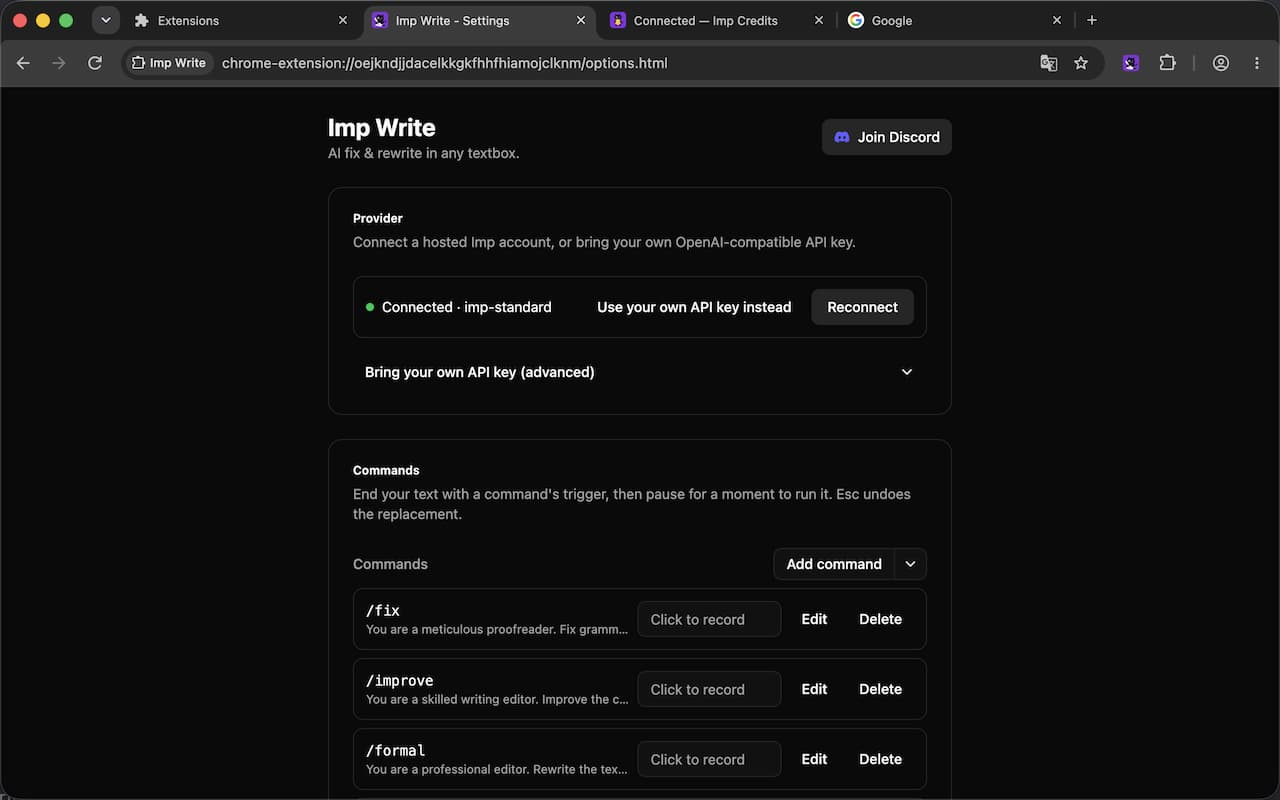 Extensions
Imp Write - Settings
Connected — Imp Credits
Google
Imp Write
chrome-extension://oejkndjjdacelkkgkfhhfhiamojclknm/options.html
Imp Write
AI fix & rewrite in any textbox.
Join Discord
Provider
Connect a hosted Imp account, or bring your own OpenAI-compatible API key.
Connected · imp-standard
Use your own API key instead
Reconnect
Bring your own API key (advanced)
Commands
End your text with a command's trigger, then pause for a moment to run it. Esc undoes
the replacement.
Commands
Add command
/fix
You are a meticulous proofreader. Fix gramm...
Click to record
Edit
Delete
/improve
You are a skilled writing editor. Improve the c...
Click to record
Edit
Delete
/formal
You are a professional editor. Rewrite the tex...
Click to record
Edit
Delete